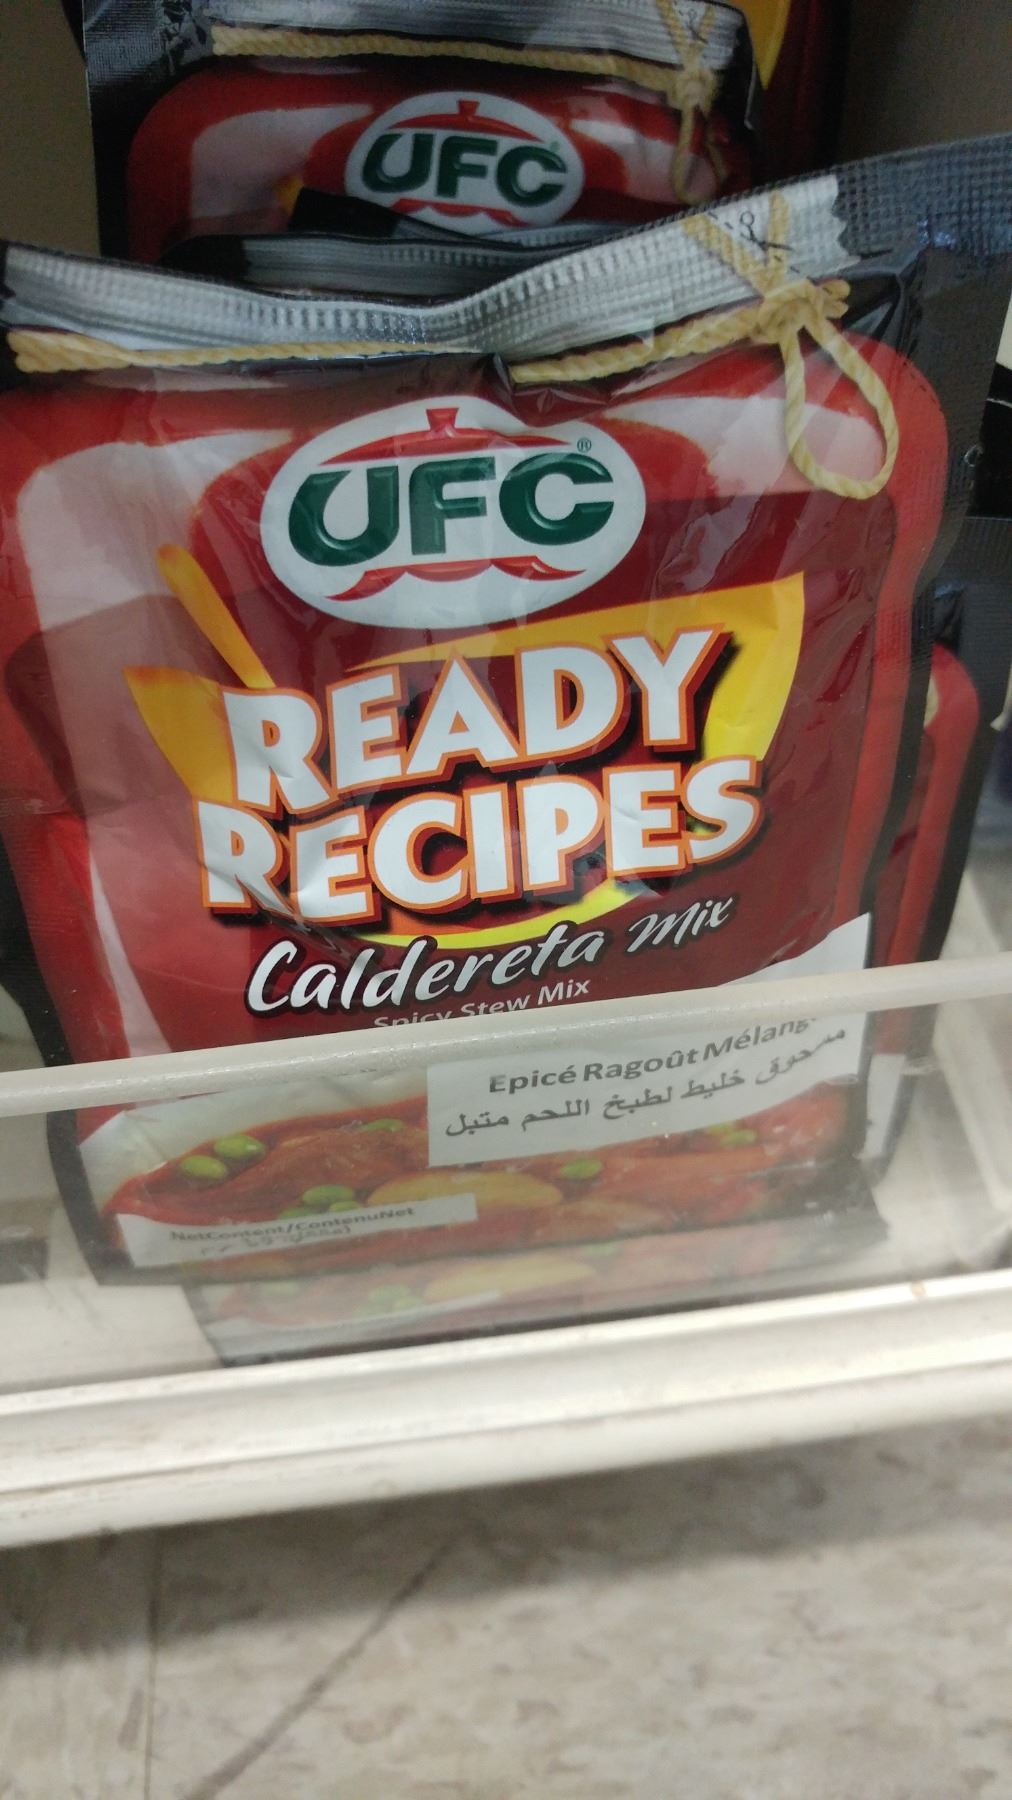 UFC
UFC®
READY
RECIPES
Caldereta Mix
Spicy Stew Mix
Epicé Ragoût Mélange
مسحوق خليط لطبخ اللحم متبل
NetContent/ContenuNet